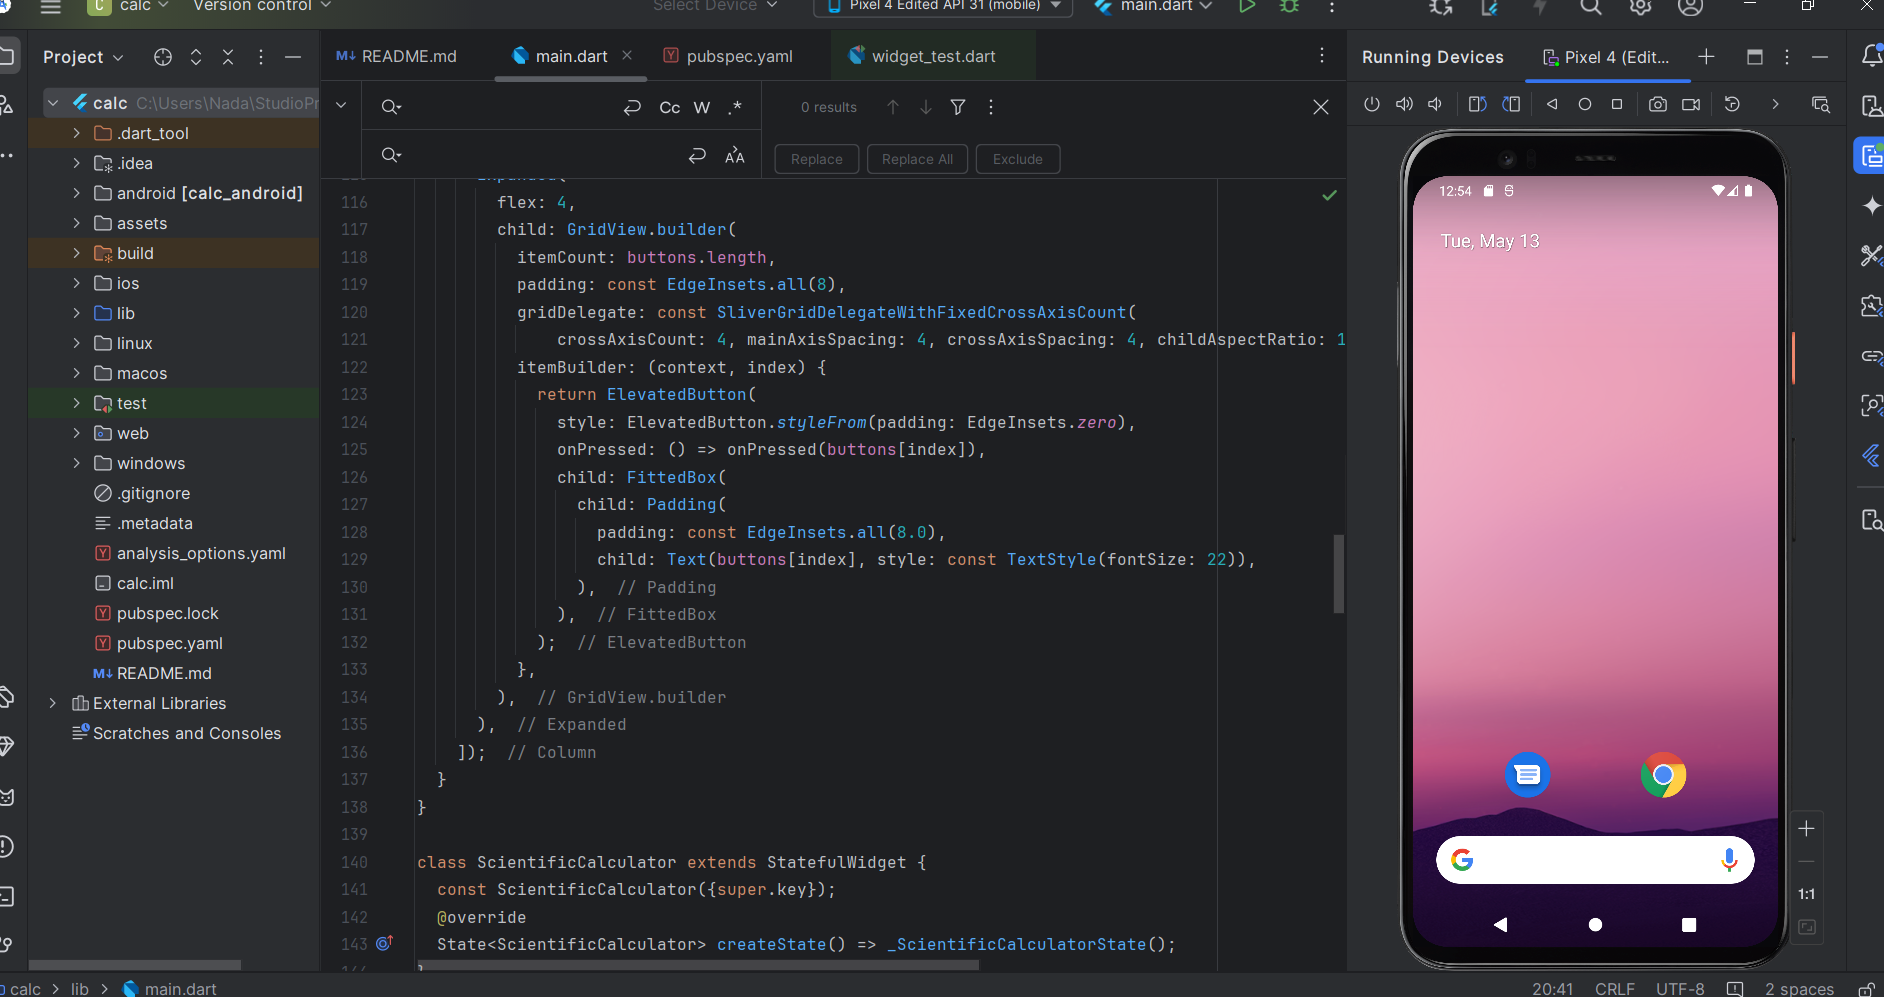 C calc Version control Select Device Pixel 4 Edited API 31 (mobile) main.dart
Project
calc C:\Users\Nada\StudioPr
.dart_tool
.idea
android [calc_android]
assets
build
ios
lib
linux
macos
test
web
windows
.gitignore
.metadata
analysis_options.yaml
calc.iml
pubspec.lock
pubspec.yaml
README.md
External Libraries
Scratches and Consoles
README.md main.dart pubspec.yaml widget_test.dart
Cc W .*
0 results
Replace Replace All Exclude
116 flex: 4,
117 child: GridView.builder(
118 itemCount: buttons.length,
119 padding: const EdgeInsets.all(8),
120 gridDelegate: const SliverGridDelegateWithFixedCrossAxisCount(
121 crossAxisCount: 4, mainAxisSpacing: 4, crossAxisSpacing: 4, childAspectRatio: 1
122 itemBuilder: (context, index) {
123 return ElevatedButton(
124 style: ElevatedButton.styleFrom(padding: EdgeInsets.zero),
125 onPressed: () => onPressed(buttons[index]),
126 child: FittedBox(
127 child: Padding(
128 padding: const EdgeInsets.all(8.0),
129 child: Text(buttons[index], style: const TextStyle(fontSize: 22)),
130 ), // Padding
131 ), // FittedBox
132 ); // ElevatedButton
133 },
134 ), // GridView.builder
135 ), // Expanded
136 ]); // Column
137 }
138 }
139
140 class ScientificCalculator extends StatefulWidget {
141 const ScientificCalculator({super.key});
142 @override
143 State<ScientificCalculator> createState() => _ScientificCalculatorState();
Running Devices Pixel 4 (Edit...
12:54
Tue, May 13
1:1
calc > lib > main.dart
20:41 CRLF UTF-8 2 spaces